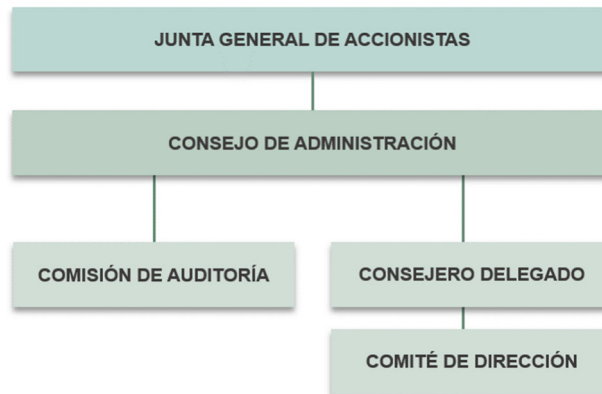 JUNTA GENERAL DE ACCIONISTAS
CONSEJO DE ADMINISTRACIÓN
COMISIÓN DE AUDITORÍA
CONSEJERO DELEGADO
COMITÉ DE DIRECCIÓN